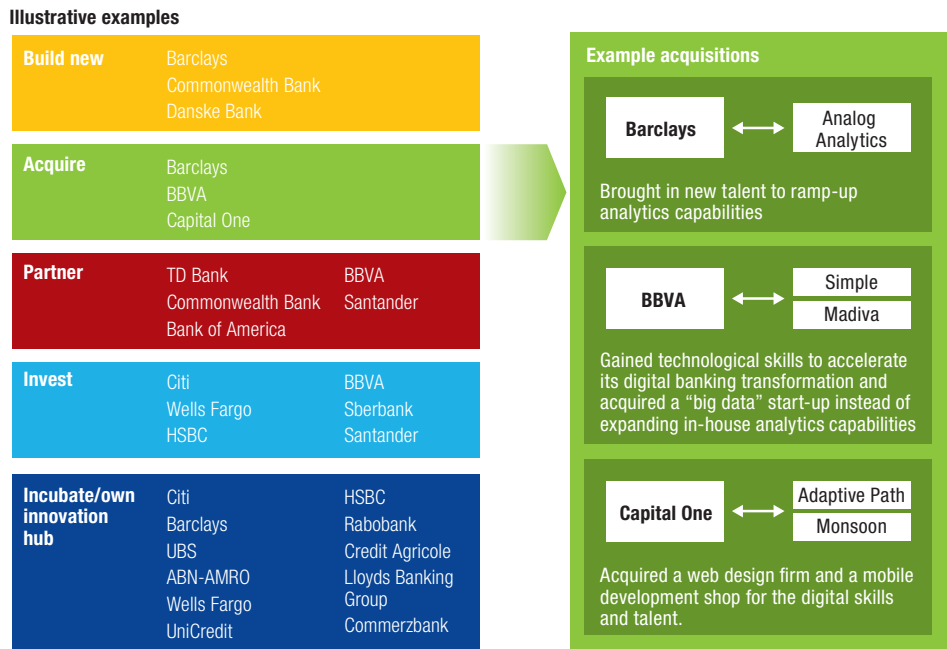 Illustrative examples
Build new
Barclays
Commonwealth Bank
Danske Bank
Acquire
Barclays
BBVA
Capital One
Partner
TD Bank
Commonwealth Bank
Bank of America
BBVA
Santander
Invest
Citi
Wells Fargo
HSBC
BBVA
Sberbank
Santander
Incubate/own
innovation
hub
Citi
Barclays
UBS
ABN-AMRO
Wells Fargo
UniCredit
HSBC
Rabobank
Credit Agricole
Lloyds Banking
Group
Commerzbank
Example acquisitions
Barclays
Analog
Analytics
Brought in new talent to ramp-up
analytics capabilities
BBVA
Simple
Madiva
Gained technological skills to accelerate
its digital banking transformation and
acquired a “big data” start-up instead of
expanding in-house analytics capabilities
Capital One
Adaptive Path
Monsoon
Acquired a web design firm and a mobile
development shop for the digital skills
and talent.